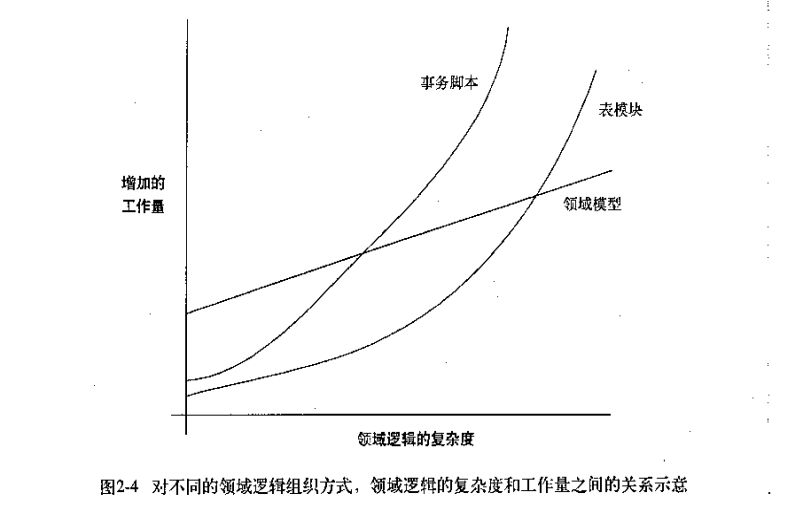 事务脚本
表模块
增加的
工作量
领域模型
领域逻辑的复杂度
图2-4 对不同的领域逻辑组织方式，领域逻辑的复杂度和工作量之间的关系示意